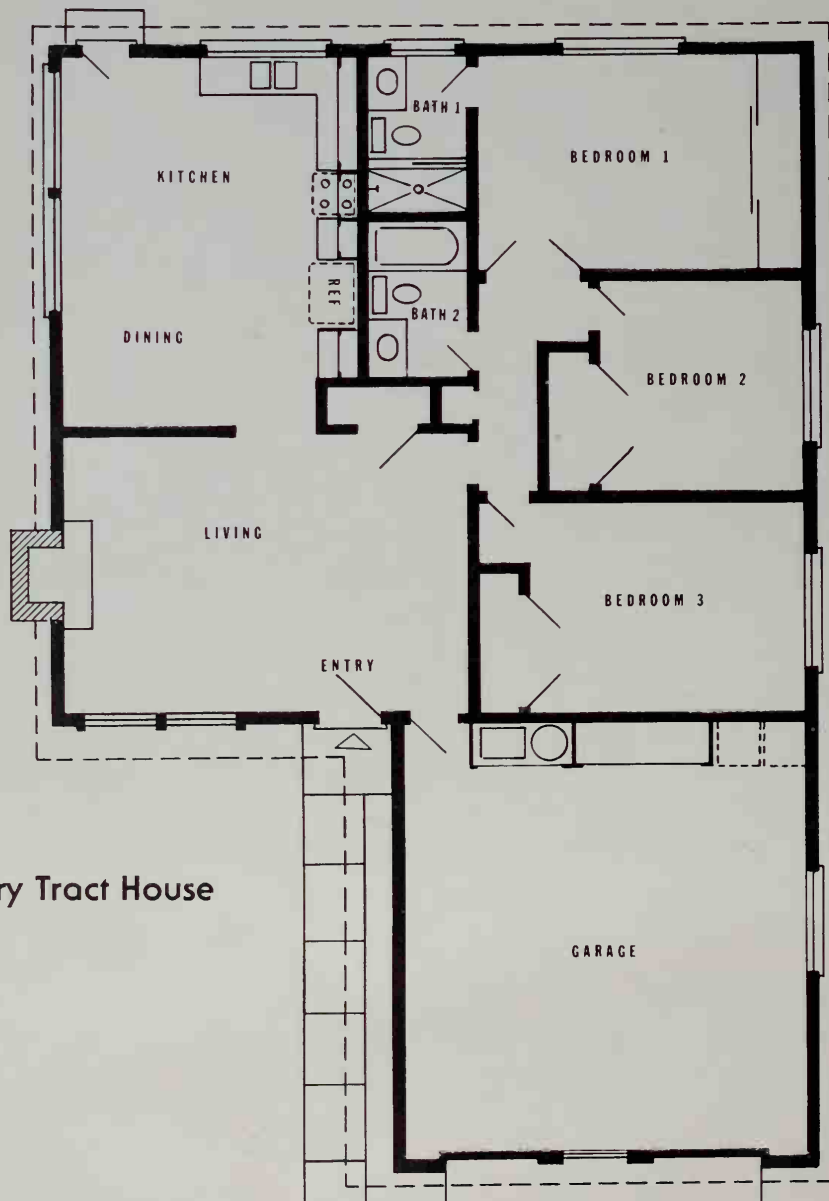 BATH 1
KITCHEN
BEDROOM 1
REF
BATH 2
DINING
BEDROOM 2
LIVING
BEDROOM 3
ENTRY
ry Tract House
GARAGE